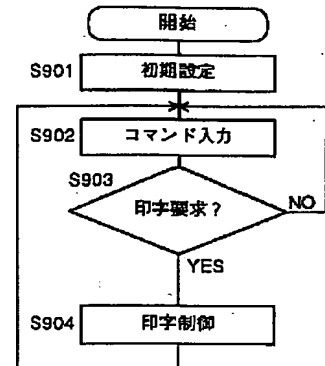 開始
S901 初期設定
S902 コマンド入力
S903
印字要求？ NO
YES
S904 印字制御